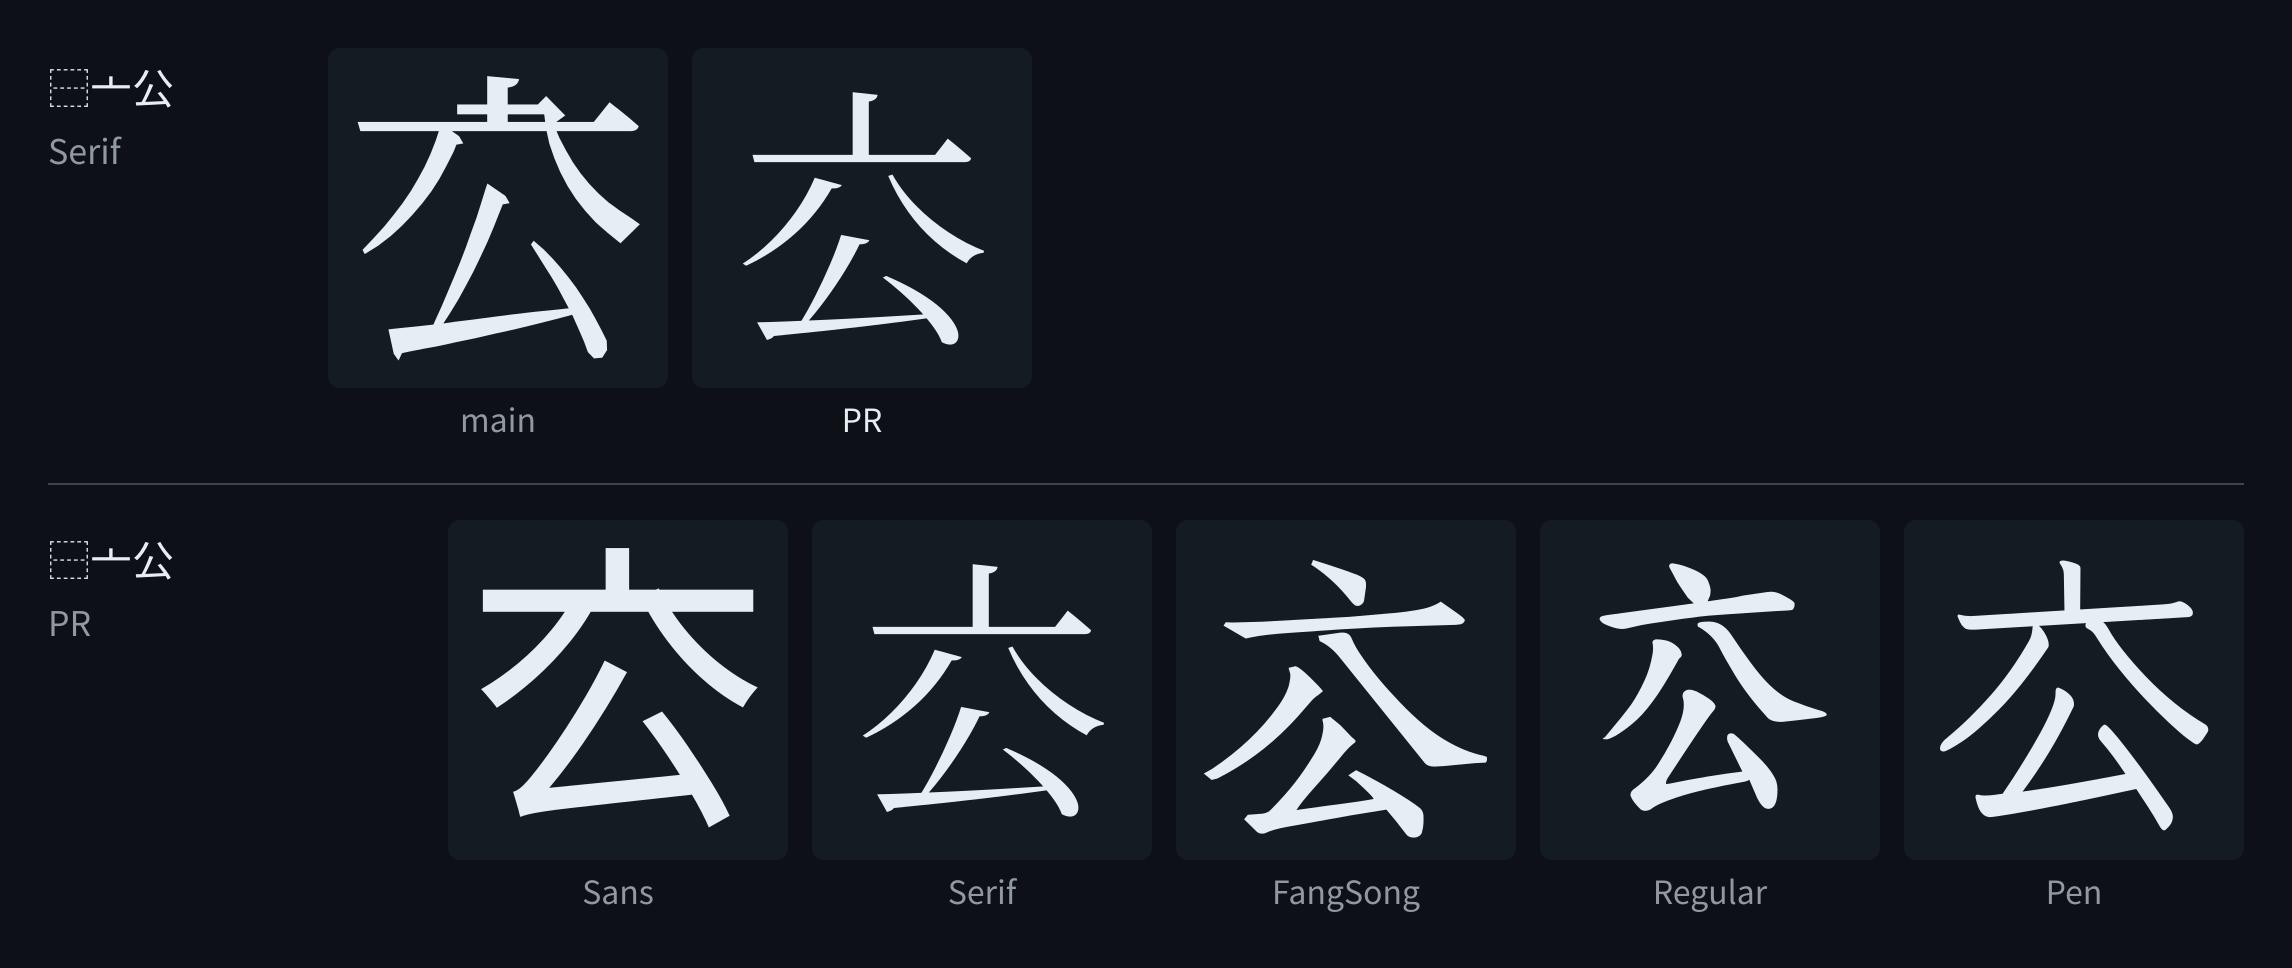 ⿱亠公
Serif
main PR
⿱亠公
PR
Sans Serif FangSong Regular Pen